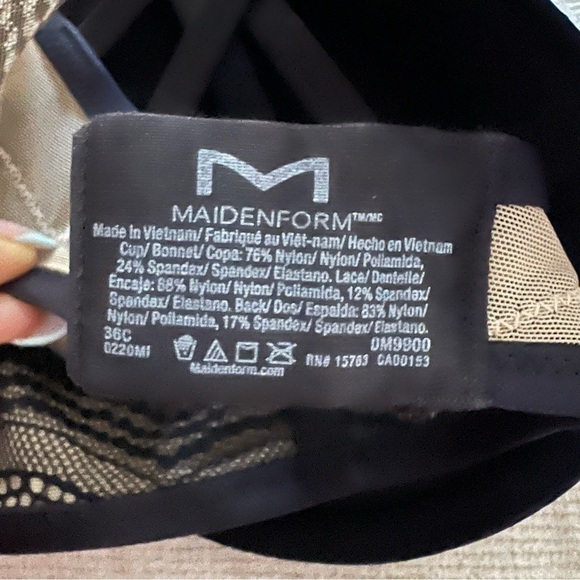 M
MAIDENFORM™/MC
Made in Vietnam/ Fabriqué au Viêt-nam/ Hecho en Vietnam
Cup/ Bonnet/ Copa: 76% Nylon/ Nylon/ Poliamida,
24% Spandex/ Spandex/ Elastano. Lace/ Dentelle/
Encaje: 88% Nylon/ Nylon/ Poliamida, 12% Spandex/
Spandex/ Elastano. Back/ Dos/ Espalda: 83% Nylon/
Nylon/ Poliamida, 17% Spandex/ Spandex/ Elastano.
36C DM9900
0220MI RN# 15763 CA00153
Maidenform.com